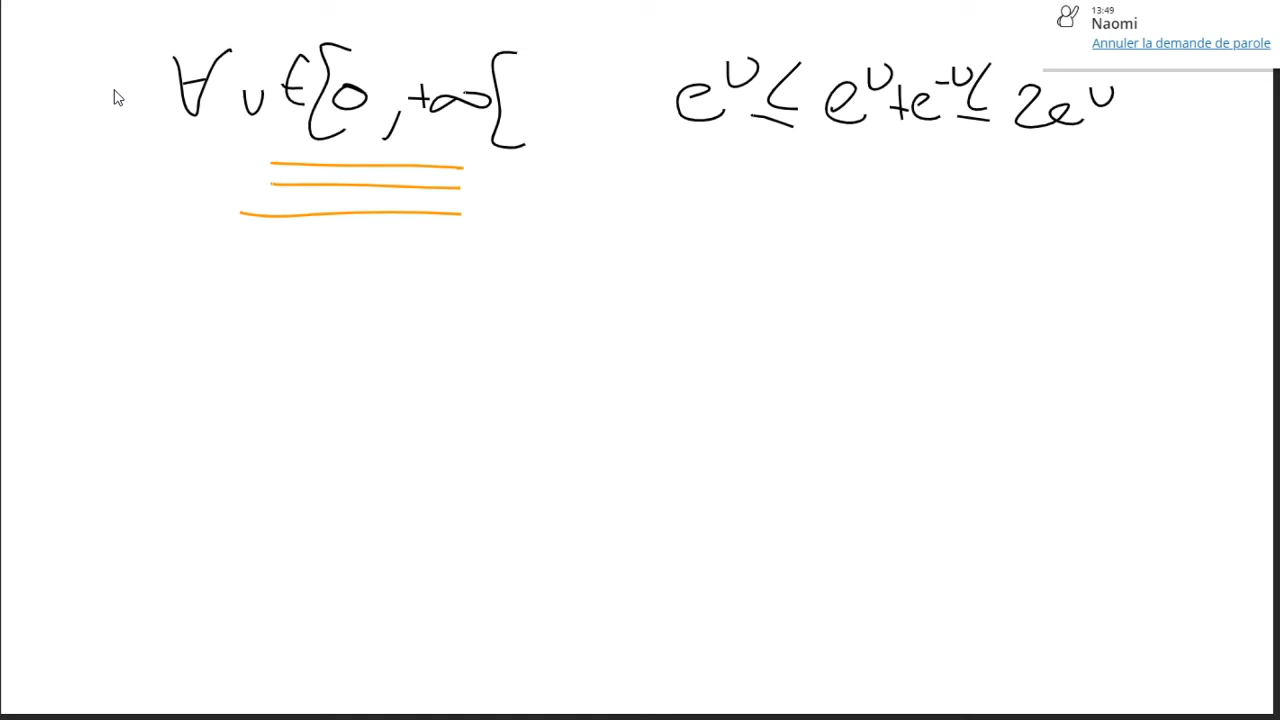 13:49
Naomi
Annuler la demande de parole
∀ u ∈ [0, +∞[ e^u ≤ e^u + e^-u ≤ 2e^u